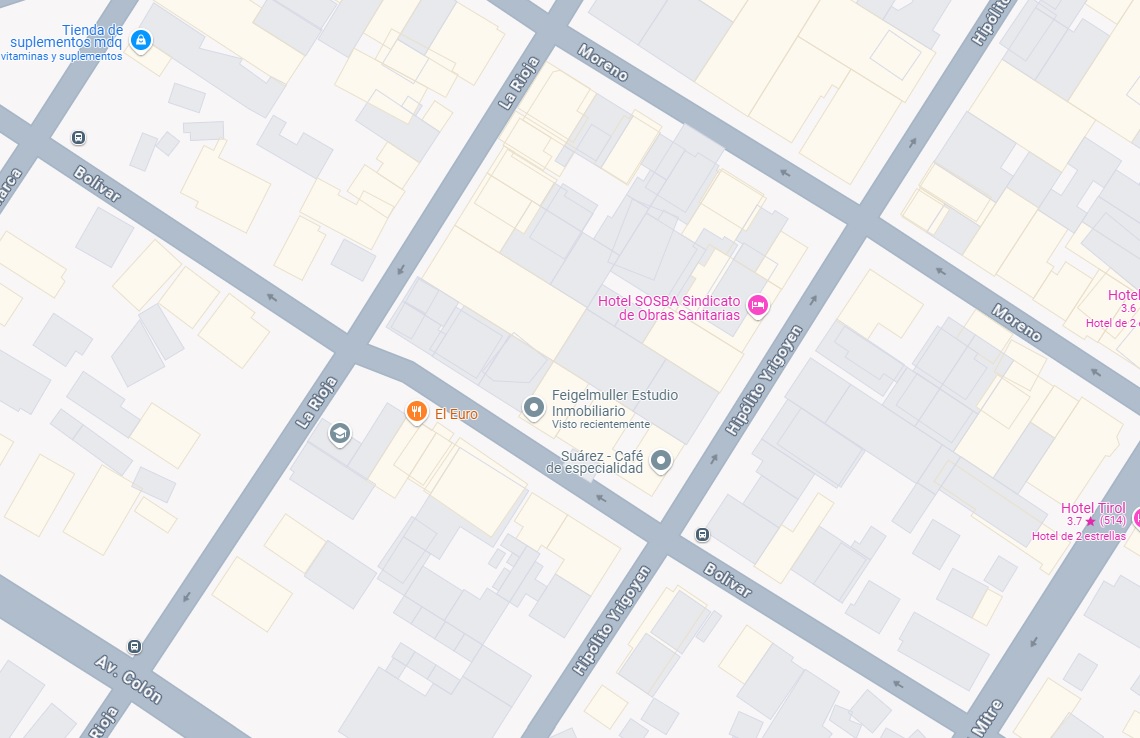 Tienda de
suplementos mdq
vitaminas y suplementos
La Rioja
Moreno
Hipólito
Bolívar
arca
Hotel SOSBA Sindicato
de Obras Sanitarias
Hotel
3.6
Hotel de 2 e
Moreno
Hipólito Yrigoyen
La Rioja
El Euro
Feigelmuller Estudio
Inmobiliario
Visto recientemente
Suárez - Café
de especialidad
Hotel Tirol
3.7 ★ (514)
Hotel de 2 estrellas
Bolívar
Hipólito Yrigoyen
Av. Colón
Rioja
Mitre